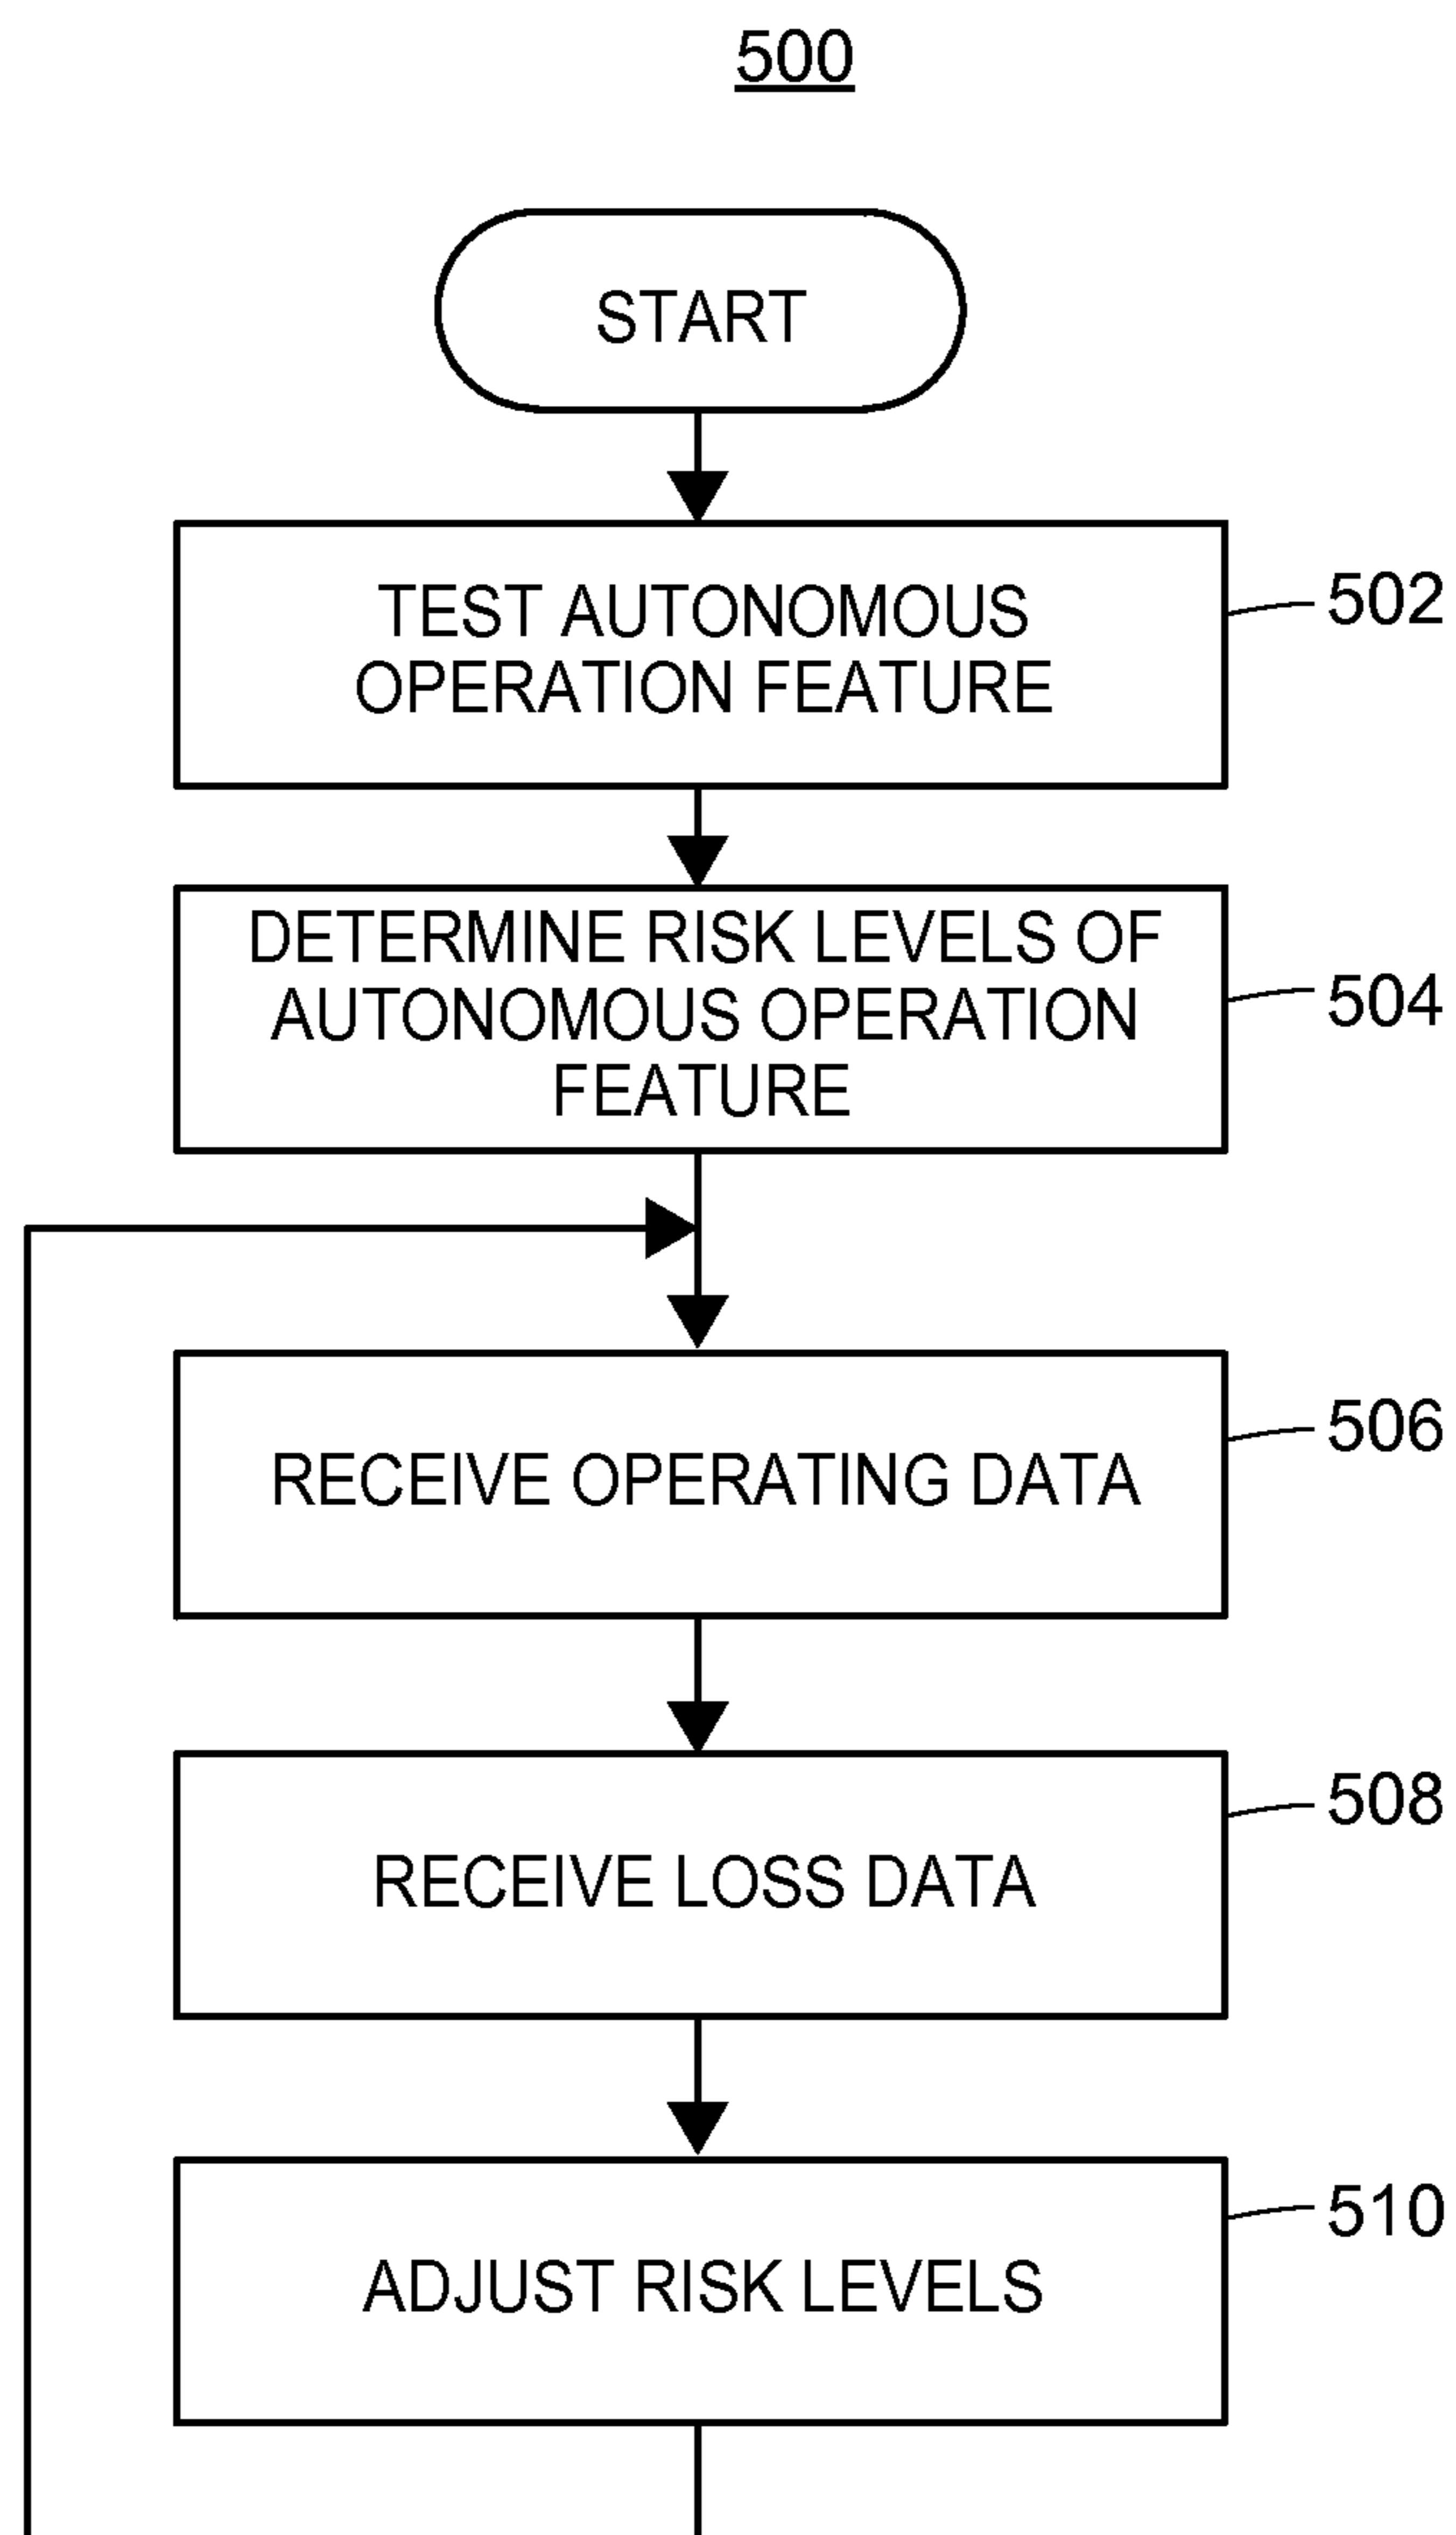 500
START
TEST AUTONOMOUS
OPERATION FEATURE
502
DETERMINE RISK LEVELS OF
AUTONOMOUS OPERATION
FEATURE
504
RECEIVE OPERATING DATA
506
RECEIVE LOSS DATA
508
ADJUST RISK LEVELS
510